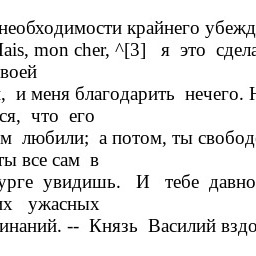 необходимости крайнего убежд
Mais, mon cher, ^[3] я это сдела
воей
, и меня благодарить нечего. Н
ся, что его
м любили; а потом, ты свобод
ты все сам в
урге увидишь. И тебе давно
их ужасных
инаний. -- Князь Василий вздо